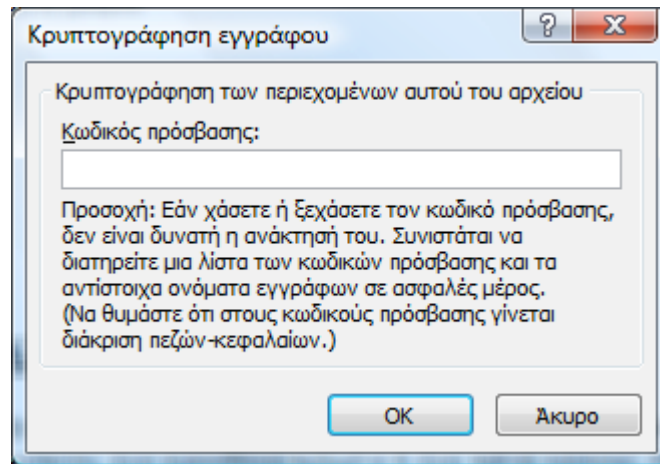 Κρυπτογράφηση εγγράφου
Κρυπτογράφηση των περιεχομένων αυτού του αρχείου
Κωδικός πρόσβασης:
Προσοχή: Εάν χάσετε ή ξεχάσετε τον κωδικό πρόσβασης,
δεν είναι δυνατή η ανάκτησή του. Συνιστάται να
διατηρείτε μια λίστα των κωδικών πρόσβασης και τα
αντίστοιχα ονόματα εγγράφων σε ασφαλές μέρος.
(Να θυμάστε ότι στους κωδικούς πρόσβασης γίνεται
διάκριση πεζών-κεφαλαίων.)
OK Άκυρο